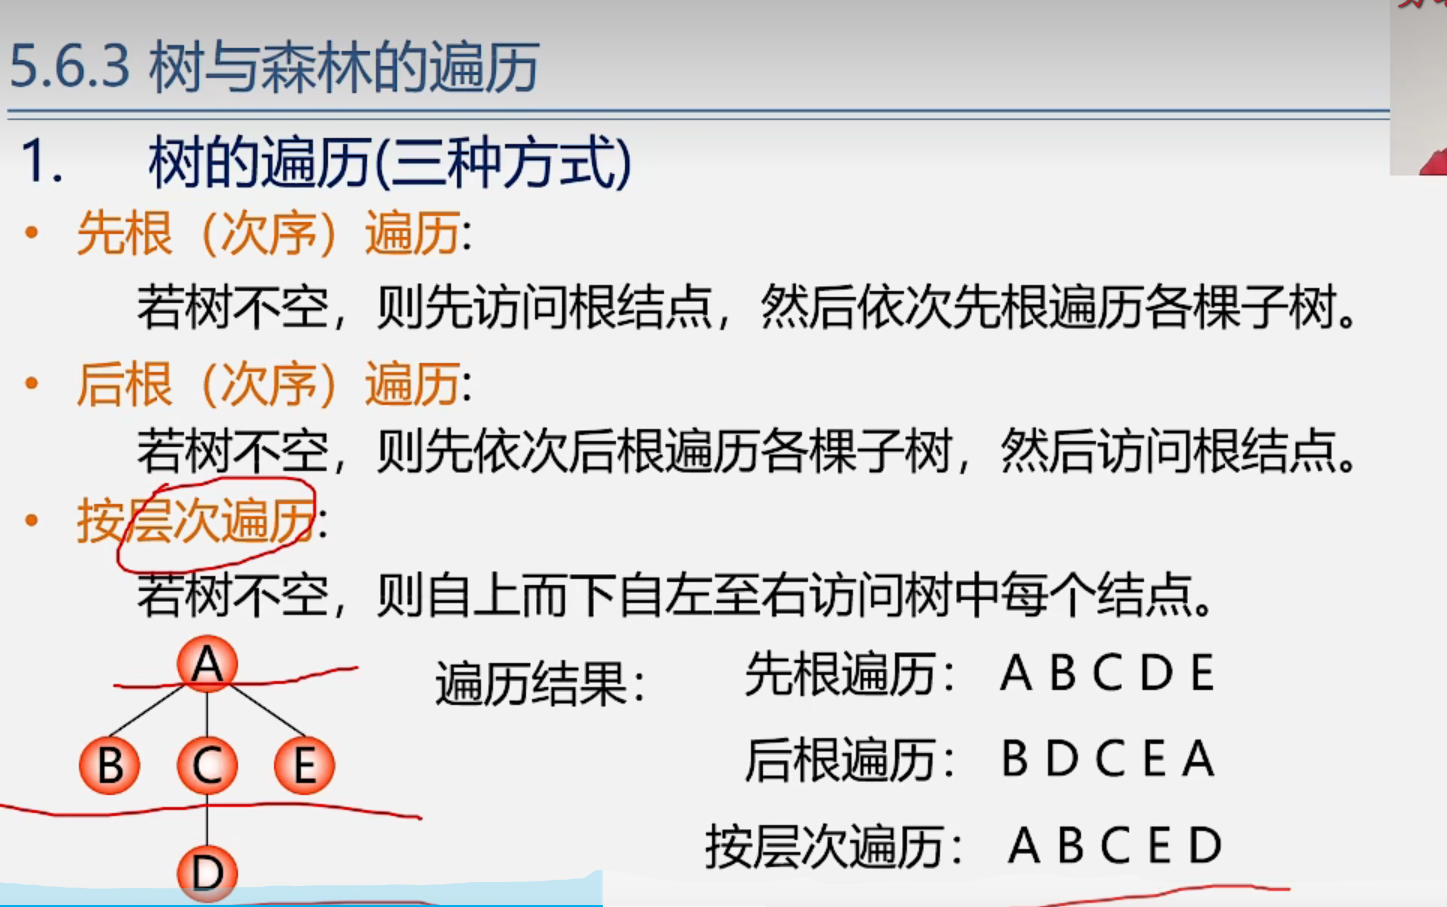 5.6.3 树与森林的遍历
1. 树的遍历(三种方式)
• 先根（次序）遍历:
若树不空，则先访问根结点，然后依次先根遍历各棵子树。
• 后根（次序）遍历:
若树不空，则先依次后根遍历各棵子树，然后访问根结点。
• 按层次遍历:
若树不空，则自上而下自左至右访问树中每个结点。
A
B C E
D
遍历结果：
先根遍历： A B C D E
后根遍历： B D C E A
按层次遍历： A B C E D